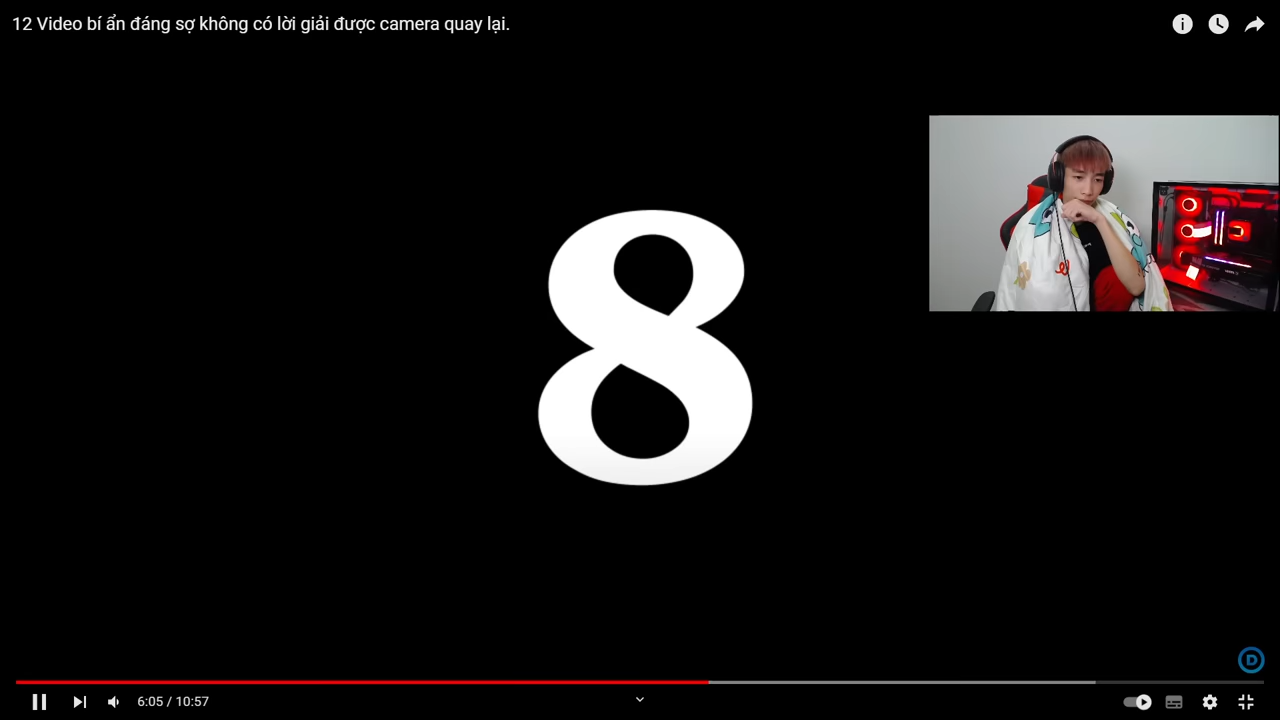 12 Video bí ẩn đáng sợ không có lời giải được camera quay lại.
8
D
6:05 / 10:57